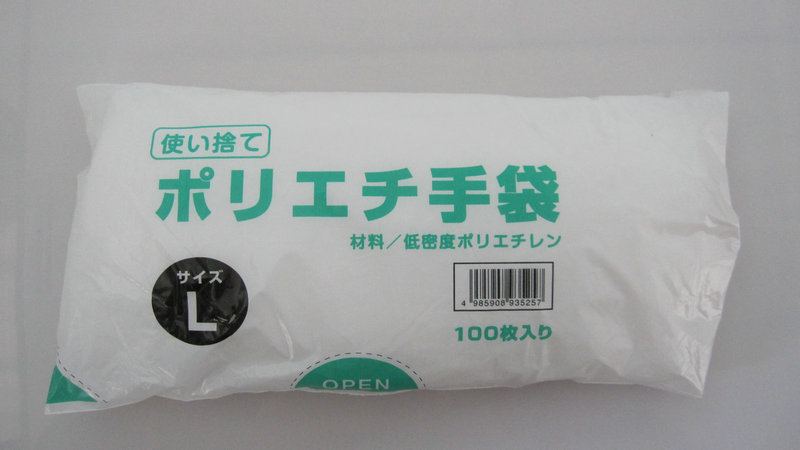 使い捨て
ポリエチ手袋
材料／低密度ポリエチレン
サイズ
L
4 985908 935257
100枚入り
OPEN